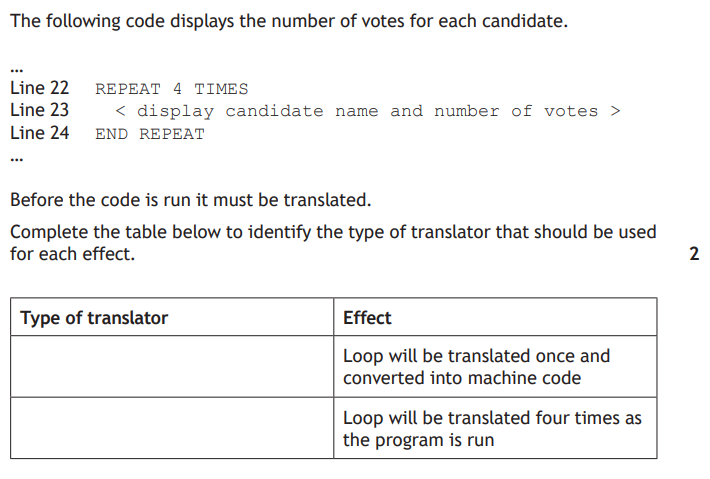 The following code displays the number of votes for each candidate.
...
Line 22 REPEAT 4 TIMES
Line 23 < display candidate name and number of votes >
Line 24 END REPEAT
...
Before the code is run it must be translated.
Complete the table below to identify the type of translator that should be used
for each effect. 2
Type of translator Effect
Loop will be translated once and
converted into machine code
Loop will be translated four times as
the program is run